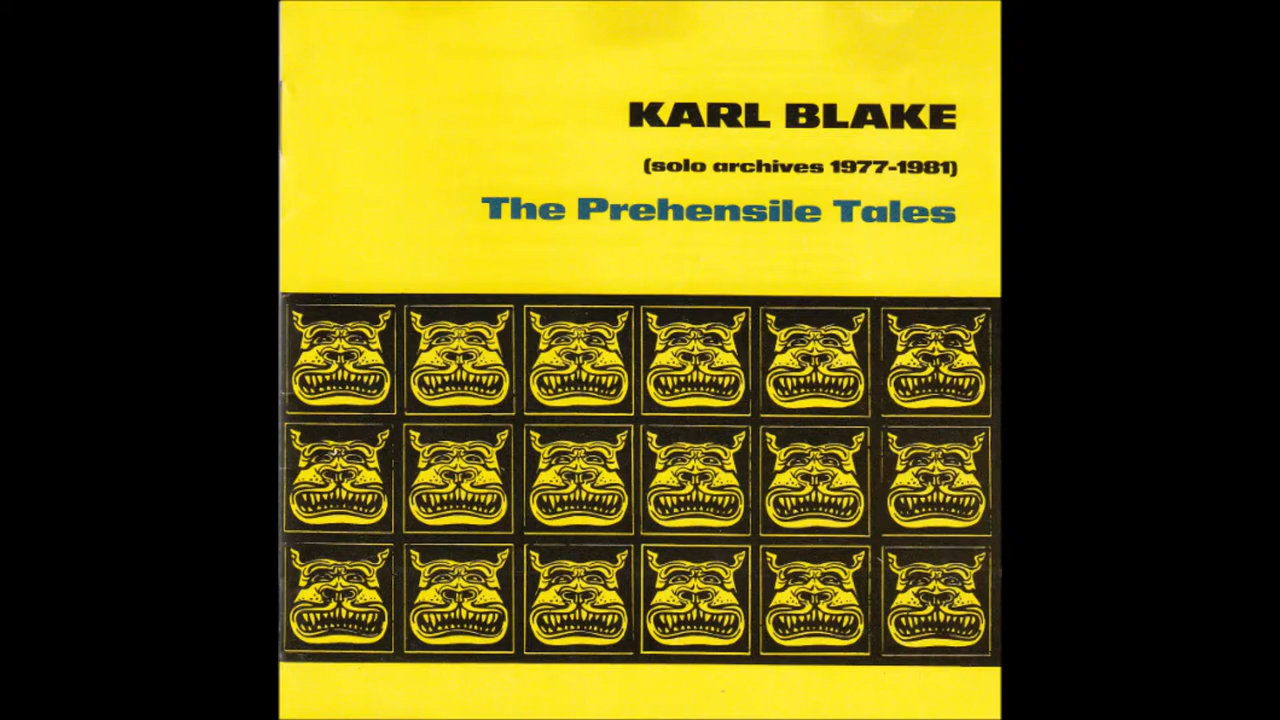 KARL BLAKE
(solo archives 1977-1981)
The Prehensile Tales